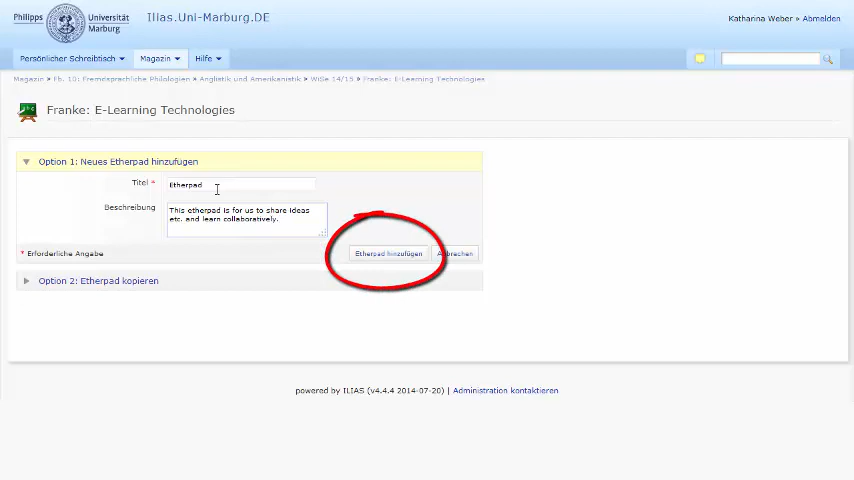 Philipps Universität Marburg
Ilias.Uni-Marburg.DE
Katharina Weber » Abmelden
Persönlicher Schreibtisch Magazin Hilfe
Magazin » Fb. 10: Fremdsprachliche Philologien » Anglistik und Amerikanistik » WiSe 14/15 » Franke: E-Learning Technologies
Franke: E-Learning Technologies
Option 1: Neues Etherpad hinzufügen
Titel * Etherpad
Beschreibung This etherpad is for us to share ideas
etc. and learn collaboratively.
* Erforderliche Angabe Etherpad hinzufügen Abbrechen
Option 2: Etherpad kopieren
powered by ILIAS (v4.4.4 2014-07-20) | Administration kontaktieren